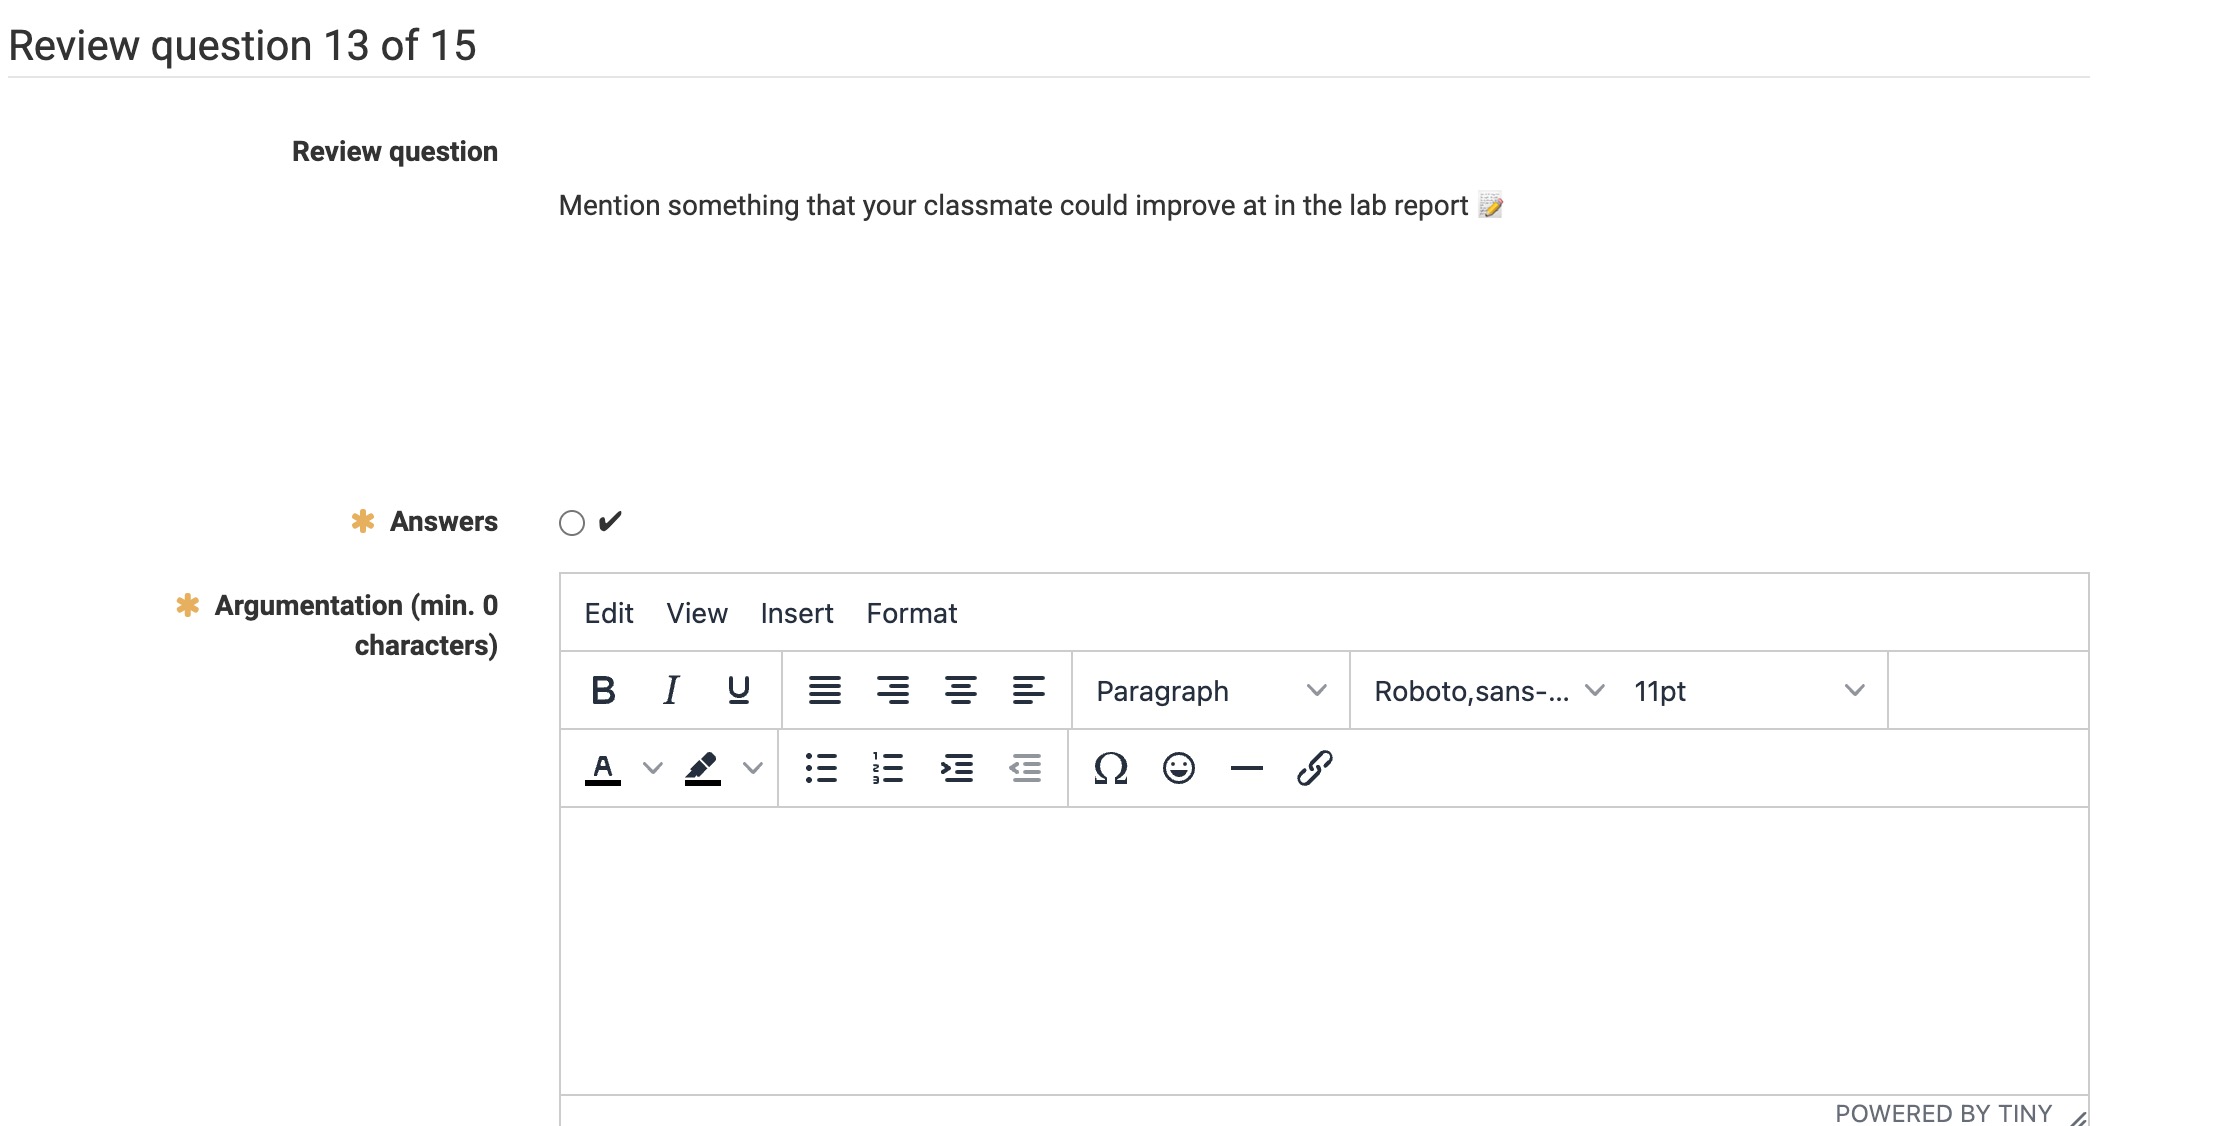 Review question 13 of 15
Review question
Mention something that your classmate could improve at in the lab report 📝
✱ Answers ✔
✱ Argumentation (min. 0
characters)
Edit View Insert Format
B I U Paragraph Roboto,sans-... 11pt
A Ω
POWERED BY TINY